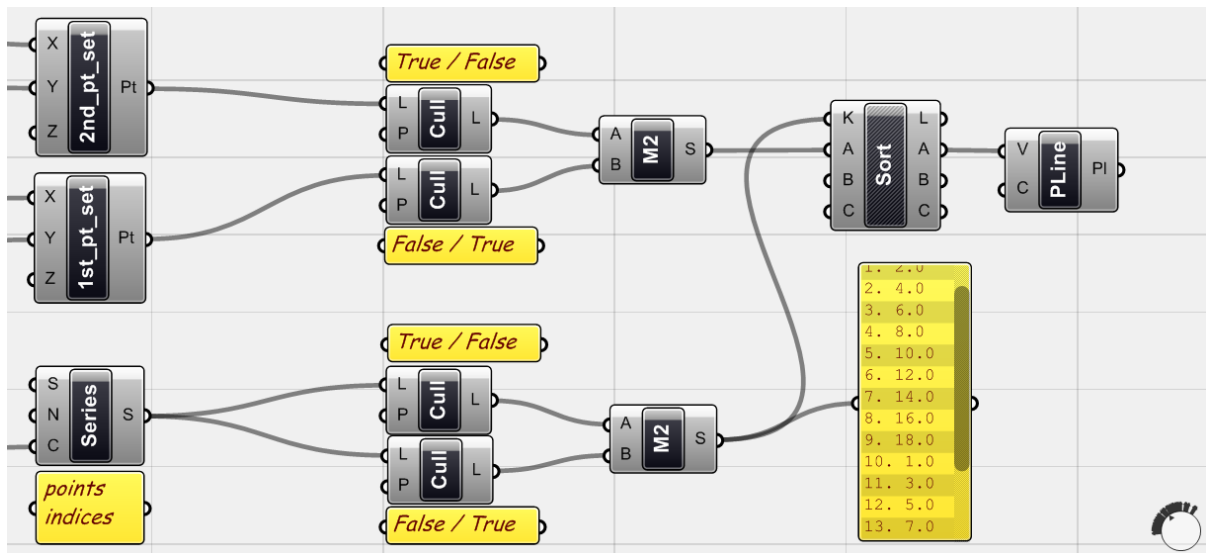 X
Y
Z
2nd_pt_set
Pt
True / False
L
P
Cull
L
X
Y
Z
1st_pt_set
Pt
L
P
Cull
L
False / True
A
B
M2
S
K
A
B
C
Sort
L
A
B
C
V
C
PLine
Pl
S
N
C
Series
S
points
indices
True / False
L
P
Cull
L
L
P
Cull
L
False / True
A
B
M2
S
1. 2.0
2. 4.0
3. 6.0
4. 8.0
5. 10.0
6. 12.0
7. 14.0
8. 16.0
9. 18.0
10. 1.0
11. 3.0
12. 5.0
13. 7.0